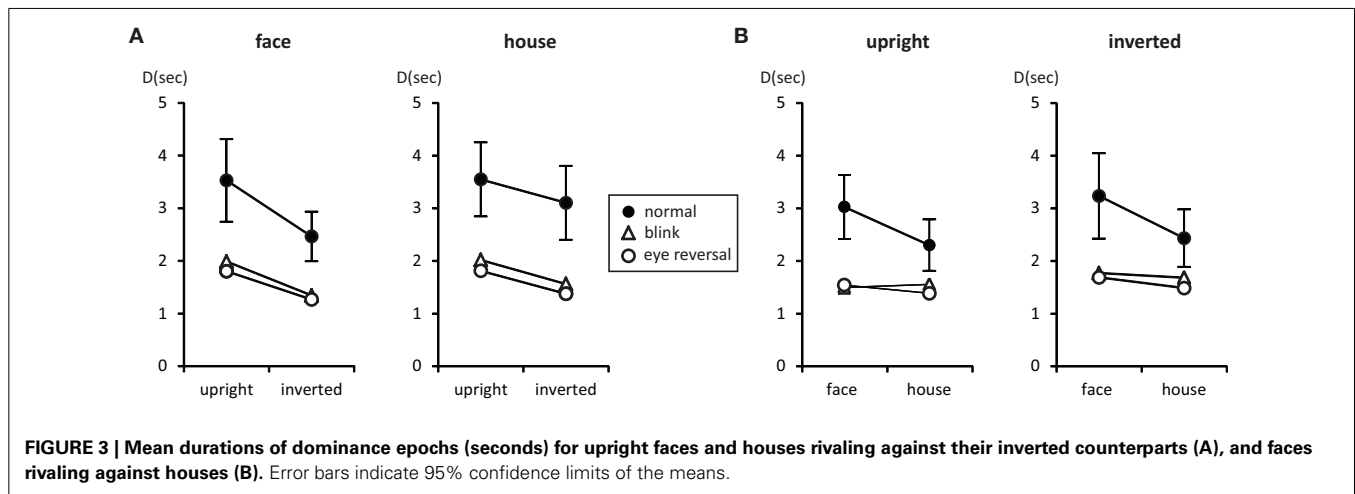 A
face
house
B
upright
inverted
D(sec)
D(sec)
D(sec)
D(sec)
5
4
3
2
1
0
upright inverted
5
4
3
2
1
0
upright inverted
normal
blink
eye reversal
5
4
3
2
1
0
face house
5
4
3
2
1
0
face house
FIGURE 3 | Mean durations of dominance epochs (seconds) for upright faces and houses rivaling against their inverted counterparts (A), and faces
rivaling against houses (B). Error bars indicate 95% confidence limits of the means.